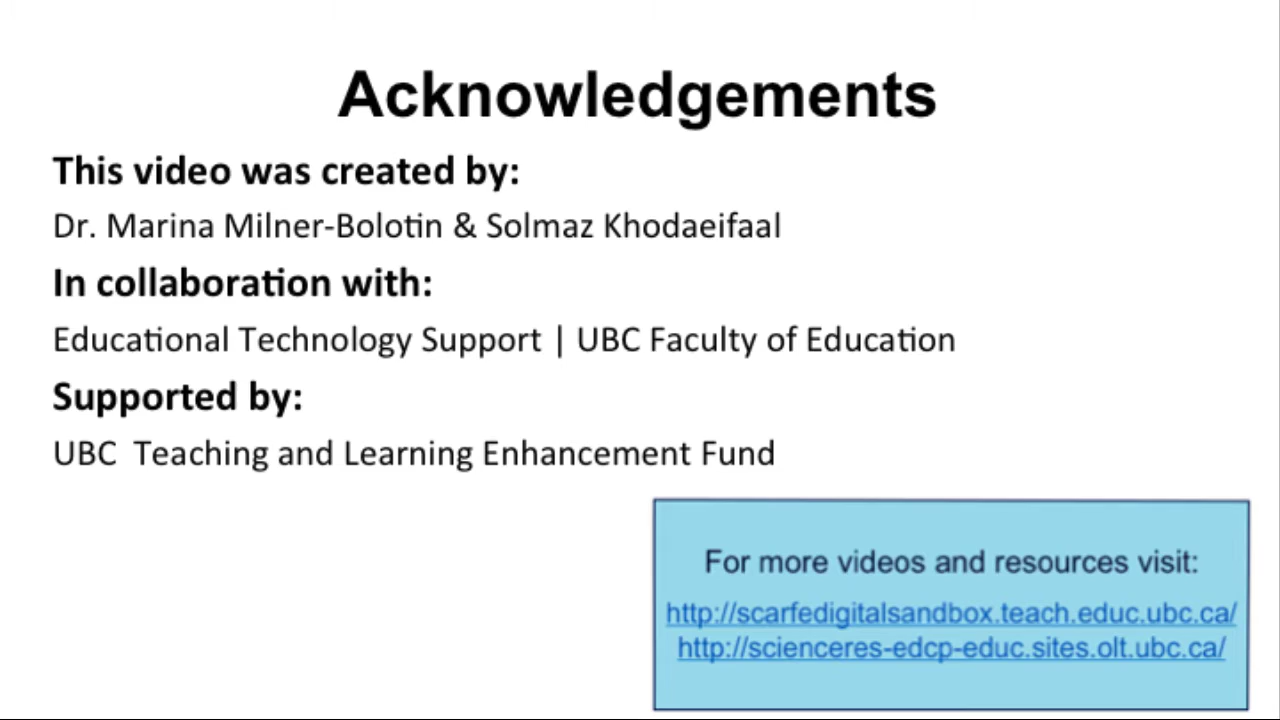 Acknowledgements
This video was created by:
Dr. Marina Milner-Bolotin & Solmaz Khodaeifaal
In collaboration with:
Educational Technology Support | UBC Faculty of Education
Supported by:
UBC  Teaching and Learning Enhancement Fund
For more videos and resources visit:
http://scarfedigitalsandbox.teach.educ.ubc.ca/
http://scienceres-edcp-educ.sites.olt.ubc.ca/